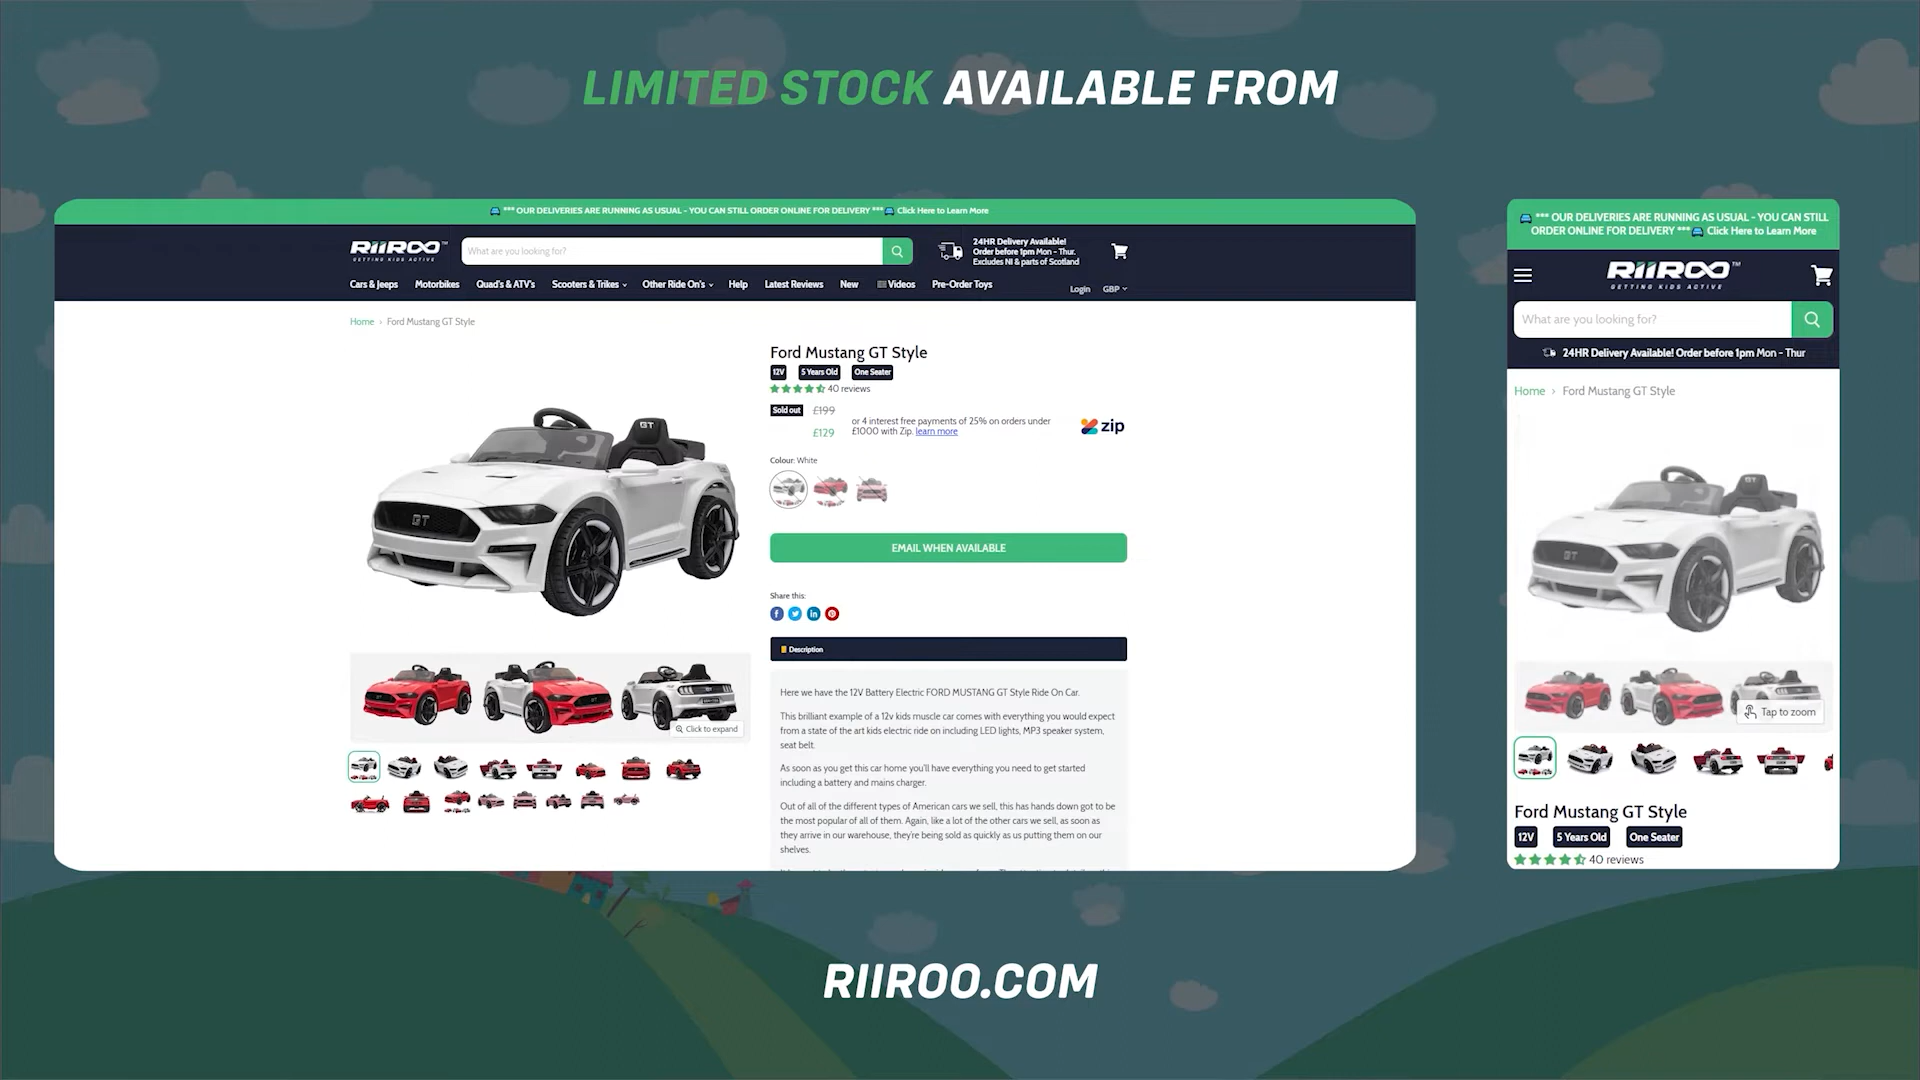 LIMITED STOCK AVAILABLE FROM
*** OUR DELIVERIES ARE RUNNING AS USUAL - YOU CAN STILL ORDER ONLINE FOR DELIVERY *** Click Here to Learn More
RiiROO™
GETTING KIDS ACTIVE
What are you looking for?
24HR Delivery Available!
Order before 1pm Mon - Thur.
Excludes NI & parts of Scotland
Cars & Jeeps Motorbikes Quad's & ATV's Scooters & Trikes Other Ride On's Help Latest Reviews New Videos Pre-Order Toys
Login GBP
Home › Ford Mustang GT Style
Ford Mustang GT Style
12V 5 Years Old One Seater
40 reviews
Sold out £199
£129
or 4 interest free payments of 25% on orders under
£1000 with Zip. learn more
zip
Colour: White
EMAIL WHEN AVAILABLE
Share this:
Description
Here we have the 12V Battery Electric FORD MUSTANG GT Style Ride On Car.
This brilliant example of a 12v kids muscle car comes with everything you would expect
from a state of the art kids electric ride on including LED lights, MP3 speaker system,
seat belt.
As soon as you get this car home you'll have everything you need to get started
including a battery and mains charger.
Out of all of the different types of American cars we sell, this has hands down got to be
the most popular of all of them. Again, like a lot of the other cars we sell, as soon as
they arrive in our warehouse, they're being sold as quickly as us putting them on our
shelves.
GT
GT
Click to expand
*** OUR DELIVERIES ARE RUNNING AS USUAL - YOU CAN STILL
ORDER ONLINE FOR DELIVERY *** Click Here to Learn More
RiiROO™
GETTING KIDS ACTIVE
What are you looking for?
24HR Delivery Available! Order before 1pm Mon - Thur
Home › Ford Mustang GT Style
GT
GT
Tap to zoom
Ford Mustang GT Style
12V 5 Years Old One Seater
40 reviews
RIIROO.COM